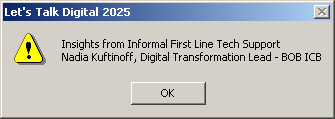 Let's Talk Digital 2025
Insights from Informal First Line Tech Support
Nadia Kuftinoff, Digital Transformation Lead - BOB ICB
OK